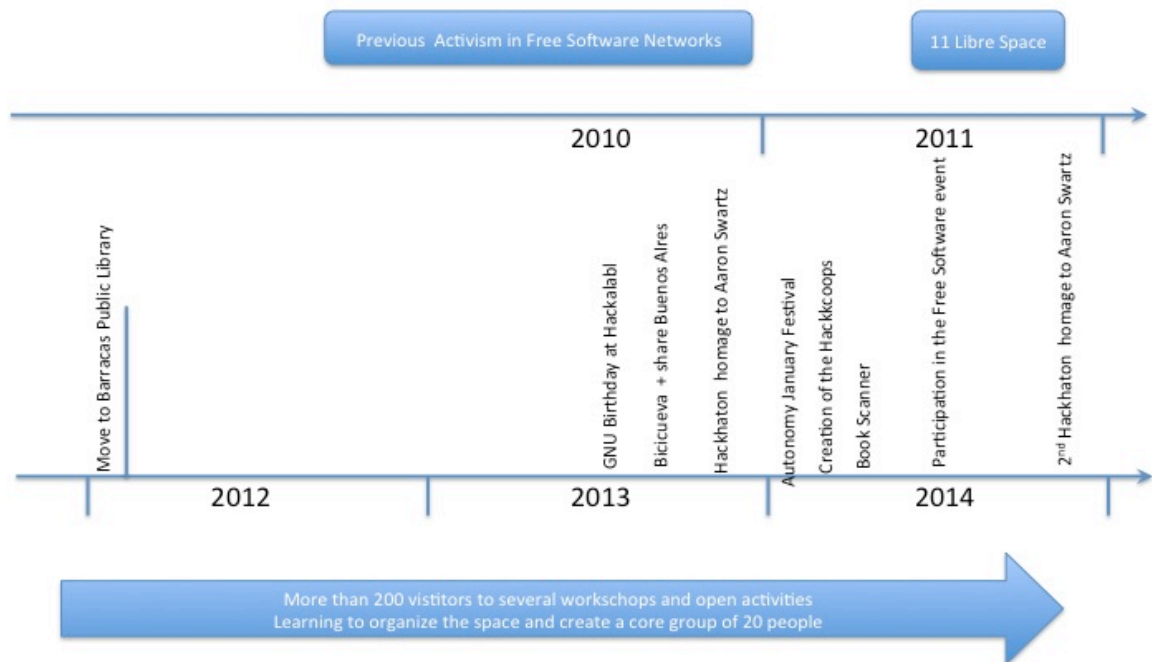 Previous Activism in Free Software Networks
11 Libre Space
2010
2011
Move to Barracas Public Library
GNU Birthday at Hackalabl
Bicicueva + share Buenos AIres
Hackhaton homage to Aaron Swartz
Autonomy January Festival
Creation of the Hackkcoops
Book Scanner
Participation in the Free Software event
2nd Hackhaton homage to Aaron Swartz
2012
2013
2014
More than 200 vistitors to several workschops and open activities
Learning to organize the space and create a core group of 20 people